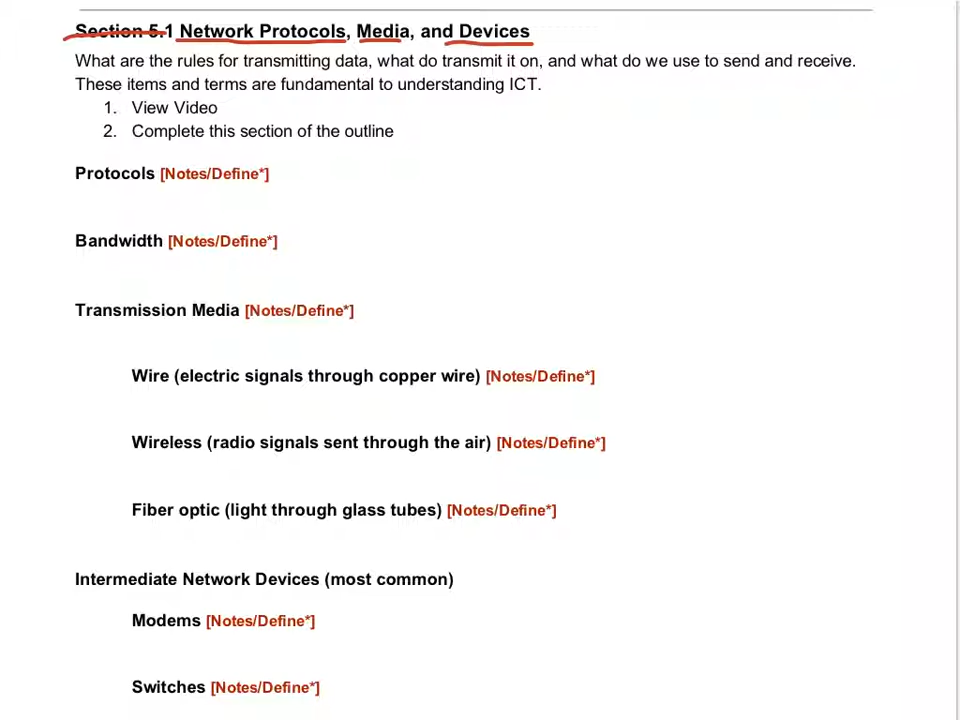 Section 5.1 Network Protocols, Media, and Devices
What are the rules for transmitting data, what do transmit it on, and what do we use to send and receive.
These items and terms are fundamental to understanding ICT.
1. View Video
2. Complete this section of the outline
Protocols [Notes/Define*]
Bandwidth [Notes/Define*]
Transmission Media [Notes/Define*]
Wire (electric signals through copper wire) [Notes/Define*]
Wireless (radio signals sent through the air) [Notes/Define*]
Fiber optic (light through glass tubes) [Notes/Define*]
Intermediate Network Devices (most common)
Modems [Notes/Define*]
Switches [Notes/Define*]